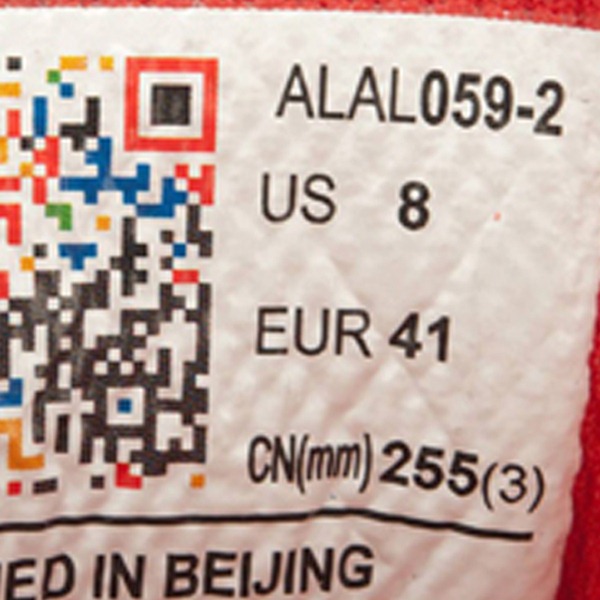 ALAL059-2
US 8
EUR 41
CN(mm) 255(3)
IN BEIJING